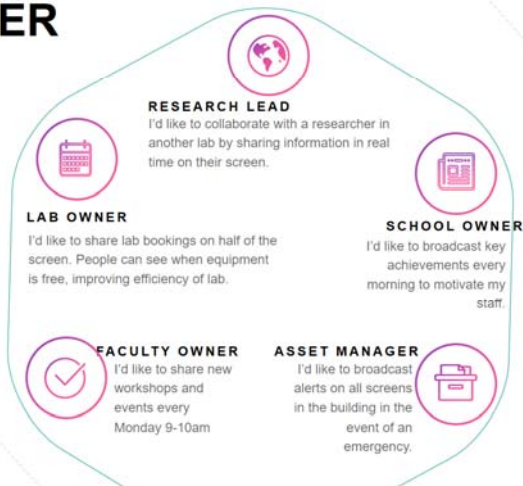 ER
RESEARCH LEAD
I'd like to collaborate with a researcher in
another lab by sharing information in real
time on their screen.
LAB OWNER
I'd like to share lab bookings on half of the
screen. People can see when equipment
is free, improving efficiency of lab.
SCHOOL OWNER
I'd like to broadcast key
achievements every
morning to motivate my
staff.
FACULTY OWNER
I'd like to share new
workshops and
events every
Monday 9-10am
ASSET MANAGER
I'd like to broadcast
alerts on all screens
in the building in the
event of an
emergency.